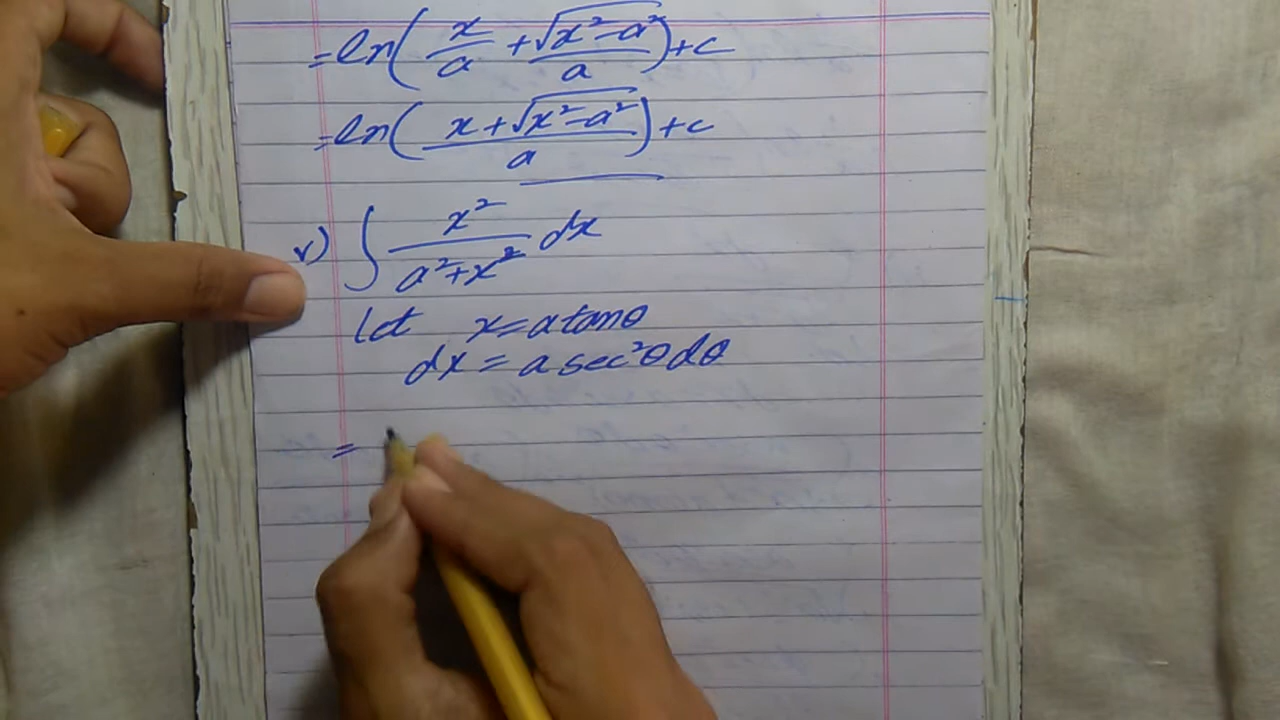 = ln( x/a + √(x²-a²)/a ) + c
= ln( (x + √(x²-a²))/a ) + c
v) ∫ x²/(a²+x²) dx
Let x = a tanθ
dx = a sec²θ dθ
=